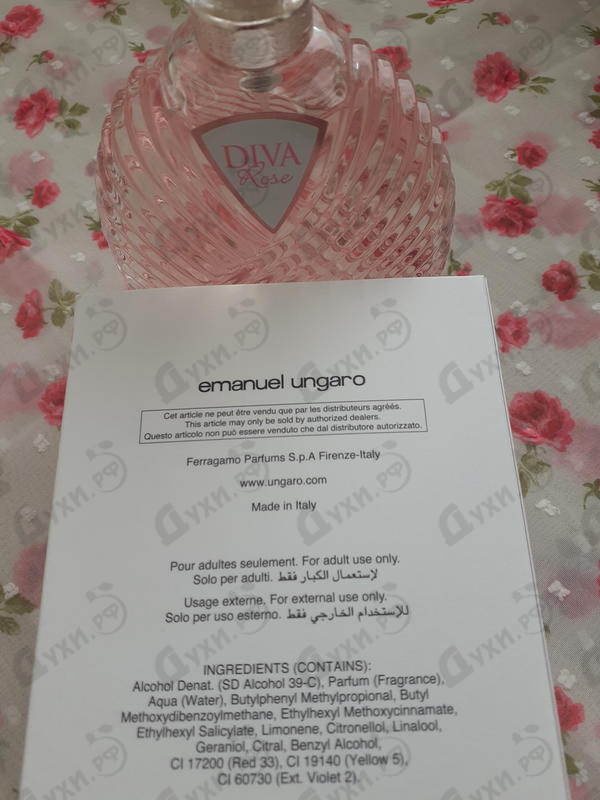 DIVA
Rose
emanuel ungaro
Cet article ne peut être vendu que par les distributeurs agréés.
This article may only be sold by authorized dealers.
Questo articolo non può essere venduto che dal distributore autorizzato.
Ferragamo Parfums S.p.A Firenze-Italy
www.ungaro.com
Made in Italy
Pour adultes seulement. For adult use only.
Solo per adulti. لإستعمال الكبار فقط
Usage externe. For external use only.
Solo per uso esterno. للإستخدام الخارجي فقط
INGREDIENTS (CONTAINS):
Alcohol Denat. (SD Alcohol 39-C), Parfum (Fragrance),
Aqua (Water), Butylphenyl Methylpropional, Butyl
Methoxydibenzoylmethane, Ethylhexyl Methoxycinnamate,
Ethylhexyl Salicylate, Limonene, Citronellol, Linalool,
Geraniol, Citral, Benzyl Alcohol,
CI 17200 (Red 33), CI 19140 (Yellow 5),
CI 60730 (Ext. Violet 2).
Духи.рф